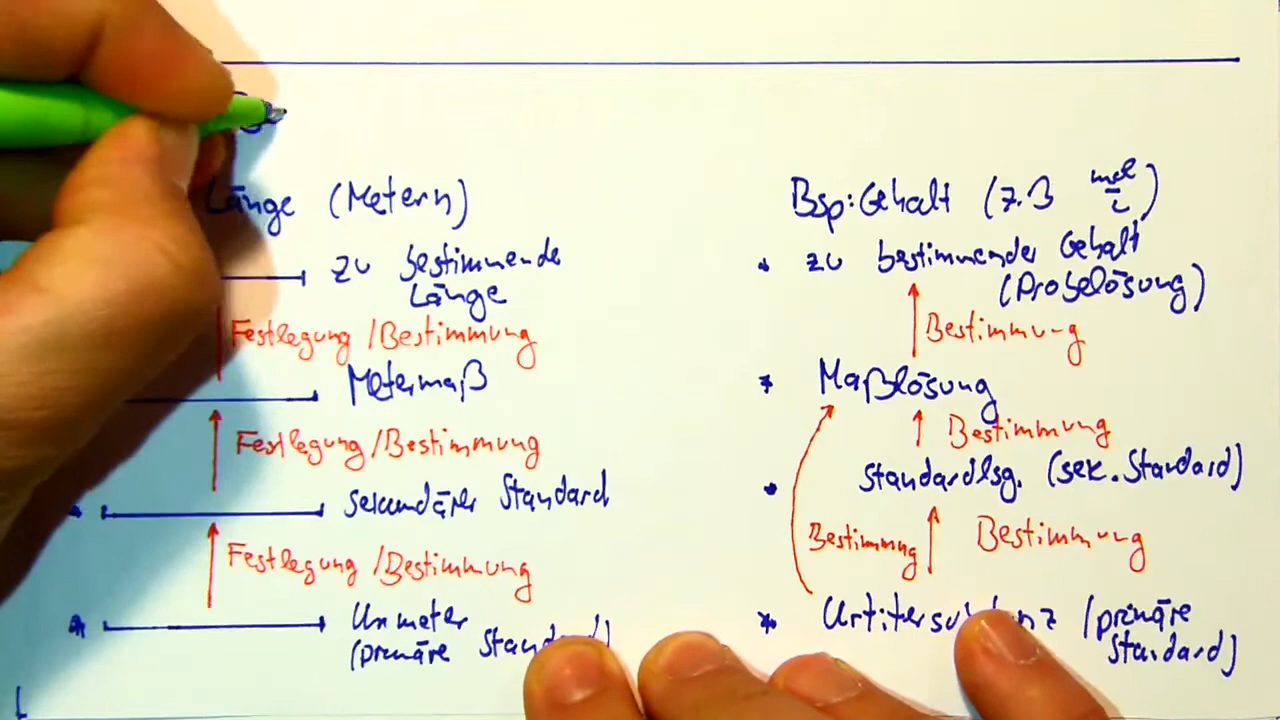 Länge (Metern)
zu bestimmende
Länge
Festlegung/Bestimmung
Metermaß
Festlegung/Bestimmung
sekundärer Standard
Festlegung/Bestimmung
Urmeter
(primäre Standard)
Bsp: Gehalt (z.B mol/L)
zu bestimmender Gehalt
(Probelösung)
Bestimmung
Maßlösung
Bestimmung
Standardlsg. (sek. Standard)
Bestimmung Bestimmung
(primäre
Standard)